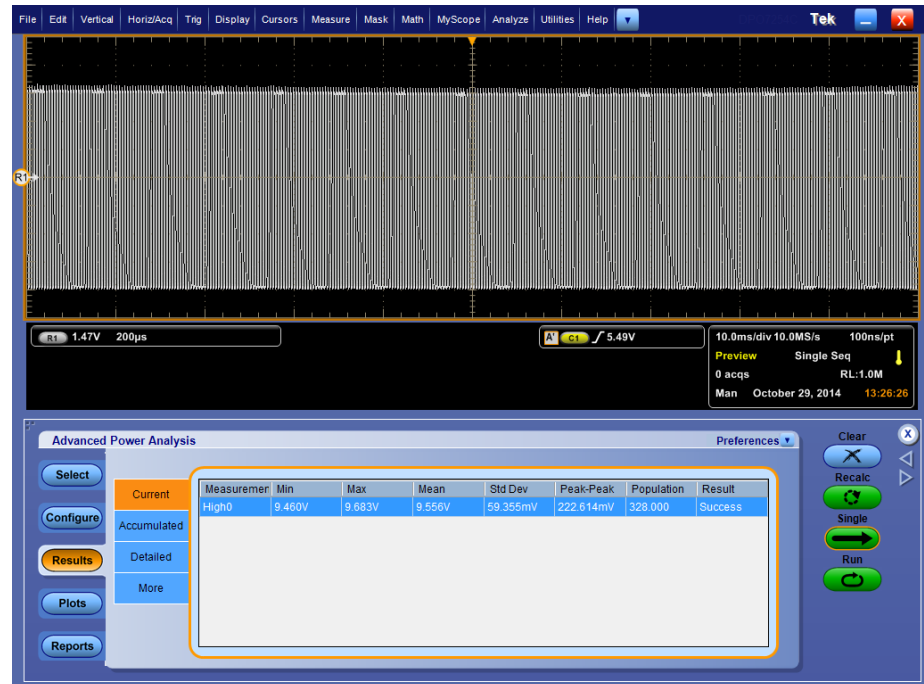 File Edit Vertical Horiz/Acq Trig Display Cursors Measure Mask Math MyScope Analyze Utilities Help Tek X
R1
R1 1.47V 200µs
A' C1 5.49V
10.0ms/div 10.0MS/s 100ns/pt
Preview Single Seq
0 acqs RL:1.0M
Man October 29, 2014 13:26:26
Advanced Power Analysis Preferences
Clear
X
Select
Configure
Results
Plots
Reports
Current
Accumulated
Detailed
More
Measuremer Min Max Mean Std Dev Peak-Peak Population Result
High0 9.460V 9.683V 9.556V 59.355mV 222.614mV 328.000 Success
Recalc
Single
Run